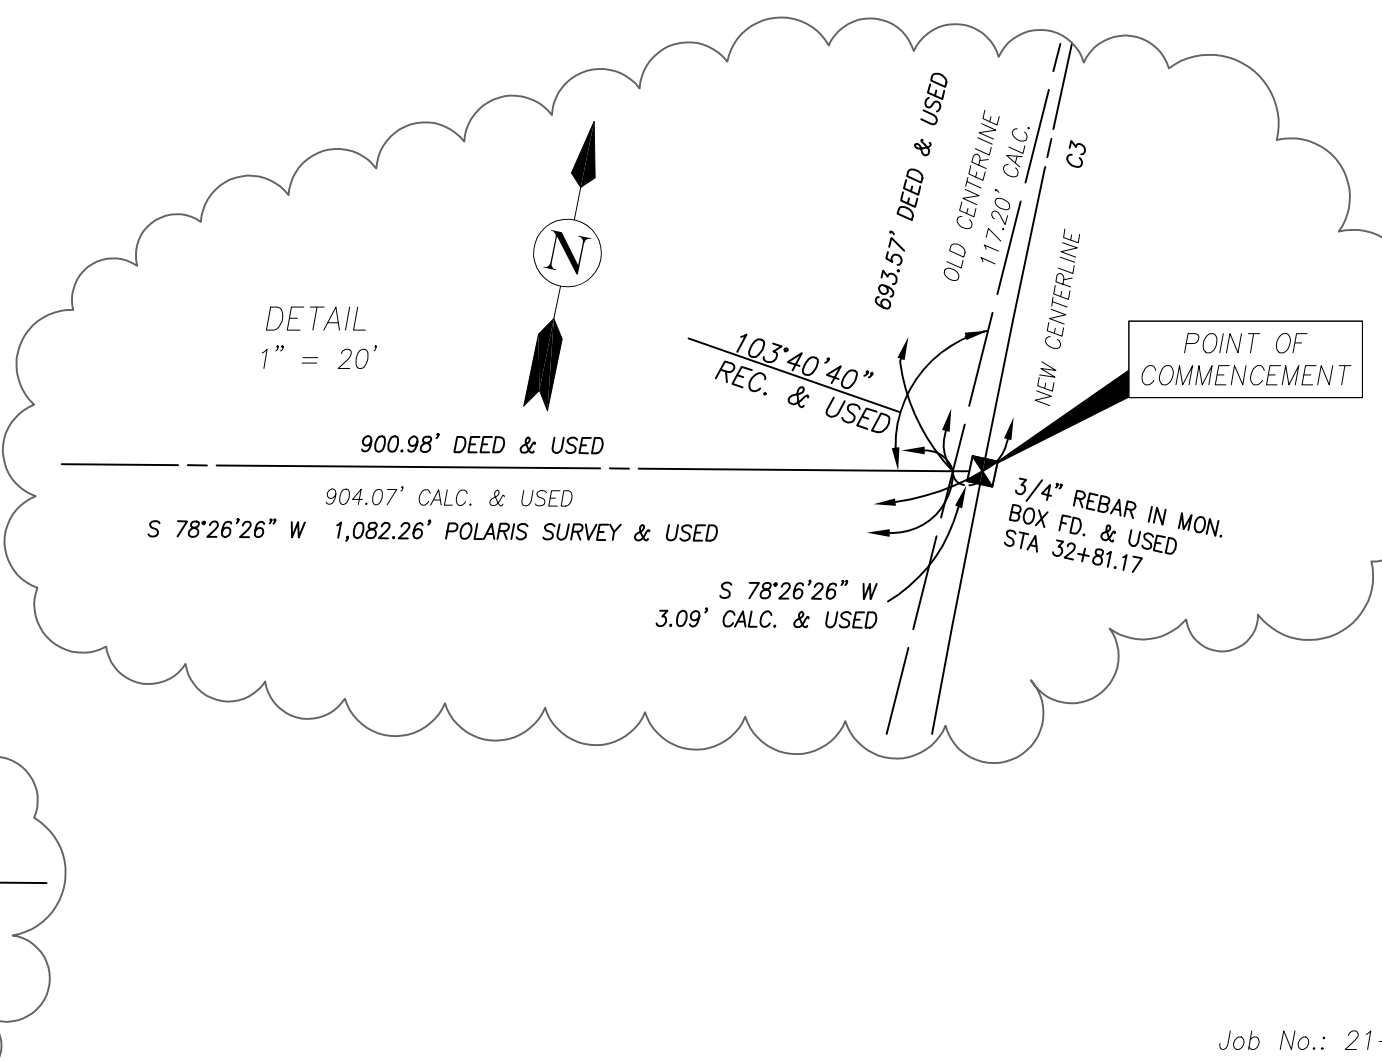 693.57' DEED & USED
OLD CENTERLINE
117.20' CALC.
C3
NEW CENTERLINE
N
DETAIL
1" = 20'
POINT OF
COMMENCEMENT
103°40'40"
REC. & USED
900.98' DEED & USED
904.07' CALC. & USED
S 78°26'26" W 1,082.26' POLARIS SURVEY & USED
3/4" REBAR IN MON.
BOX FD. & USED
STA 32+81.17
S 78°26'26" W
3.09' CALC. & USED
Job No.: 21-